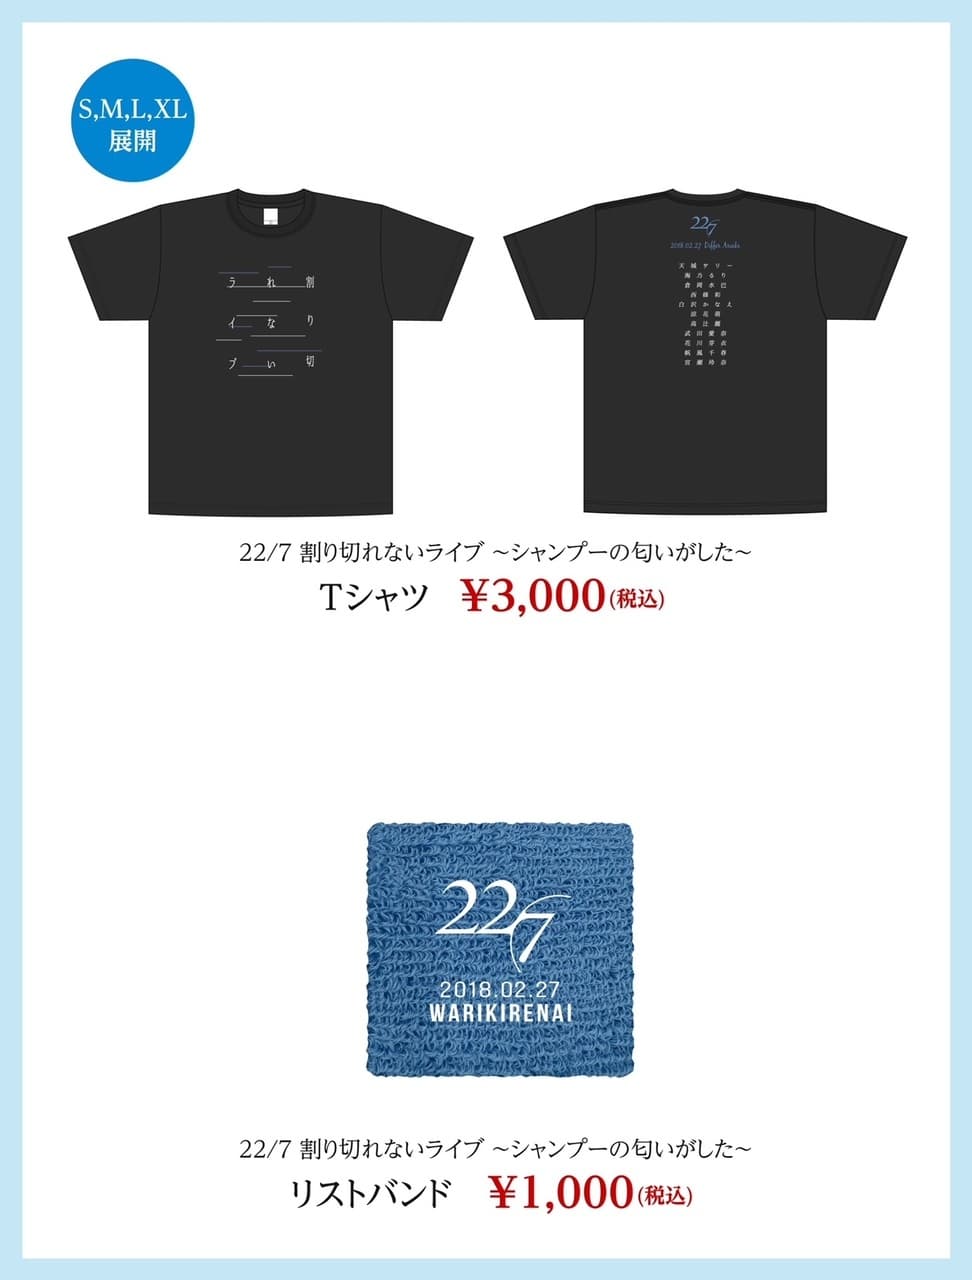 S,M,L,XL
展開
割り切
れない
ライブ
22/7
2018.02.27 Differ Ariake
天城サリー
海乃るり
倉岡水巴
西條和
白沢かなえ
涼花萌
高辻麗
武田愛奈
花川芽衣
帆風千春
宮瀬玲奈
22/7 割り切れないライブ ～シャンプーの匂いがした～
Tシャツ ¥3,000(税込)
22/7
2018.02.27
WARIKIRENAI
22/7 割り切れないライブ ～シャンプーの匂いがした～
リストバンド ¥1,000(税込)